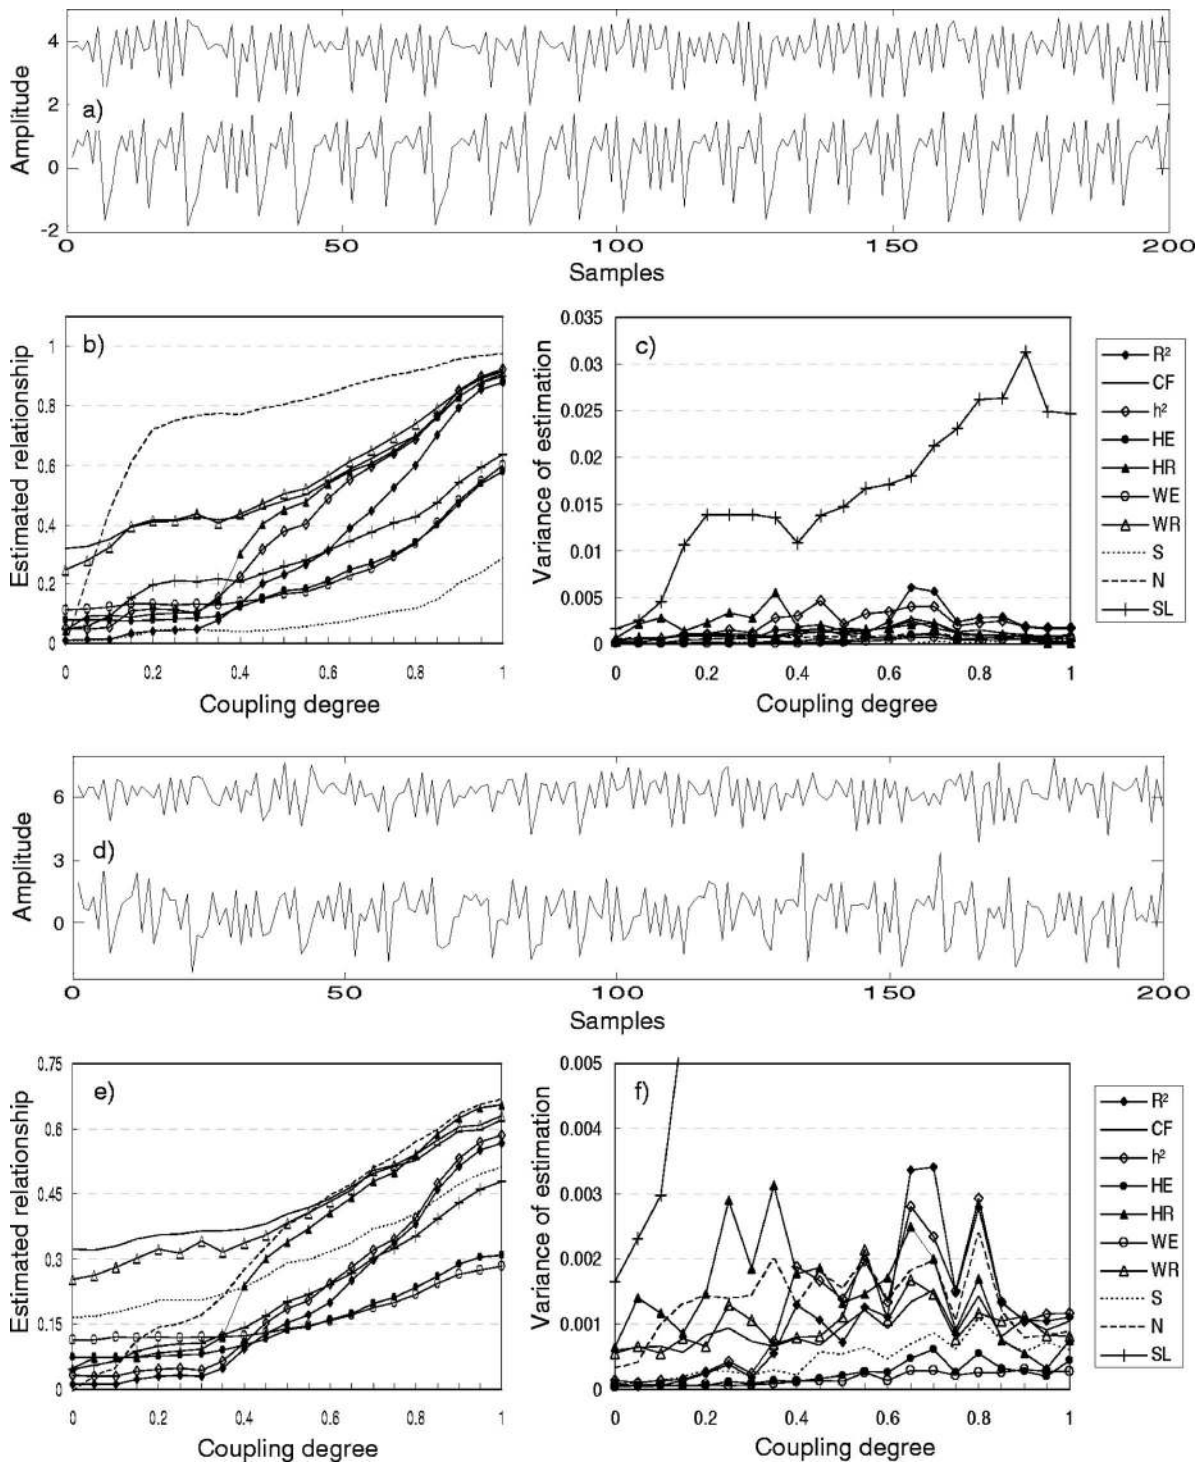 4
2
0
-2
Amplitude
a)
0 50 100 150 200
Samples
b)
1
0.8
0.6
0.4
0.2
0
Estimated relationship
0 0.2 0.4 0.6 0.8 1
Coupling degree
c)
0.035
0.03
0.025
0.02
0.015
0.01
0.005
0
Variance of estimation
0 0.2 0.4 0.6 0.8 1
Coupling degree
R²
CF
h²
HE
HR
WE
WR
S
N
SL
6
3
0
Amplitude
d)
0 50 100 150 200
Samples
e)
0.75
0.6
0.45
0.3
0.15
0
Estimated relationship
0 0.2 0.4 0.6 0.8 1
Coupling degree
f)
0.005
0.004
0.003
0.002
0.001
0
Variance of estimation
0 0.2 0.4 0.6 0.8 1
Coupling degree
R²
CF
h²
HE
HR
WE
WR
S
N
SL